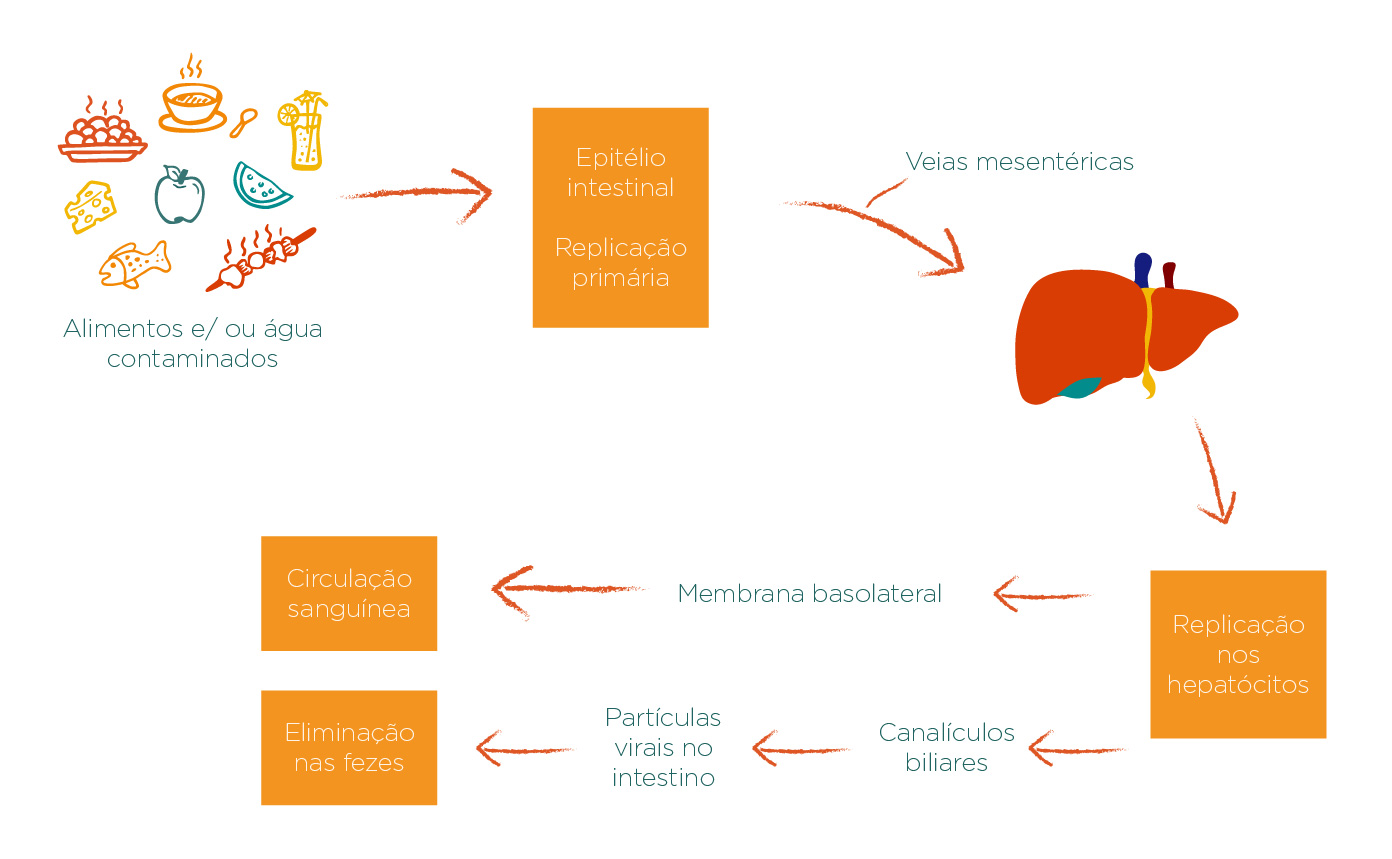 Alimentos e/ ou água
contaminados
Epitélio
intestinal
Replicação
primária
Veias mesentéricas
Replicação
nos
hepatócitos
Membrana basolateral
Circulação
sanguínea
Canalículos
biliares
Partículas
virais no
intestino
Eliminação
nas fezes